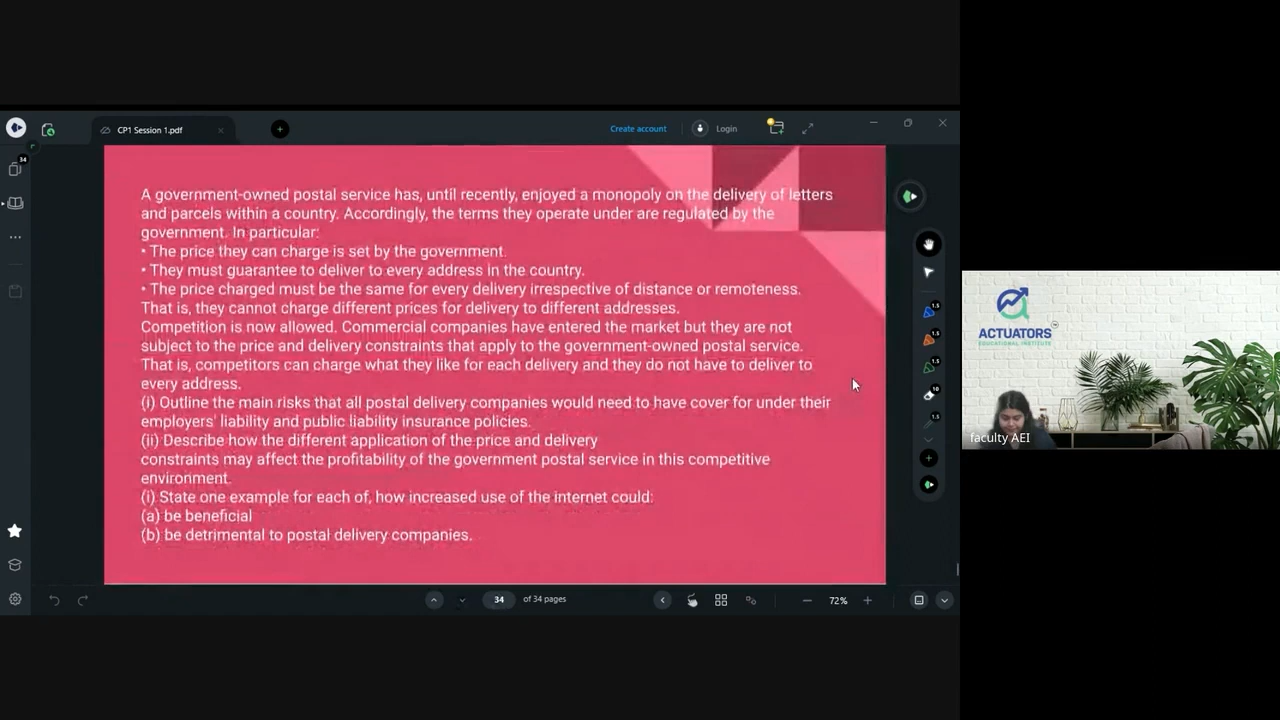 CP1 Session 1.pdf
Create account
Login
34
A government-owned postal service has, until recently, enjoyed a monopoly on the delivery of letters
and parcels within a country. Accordingly, the terms they operate under are regulated by the
government. In particular:
• The price they can charge is set by the government.
• They must guarantee to deliver to every address in the country.
• The price charged must be the same for every delivery irrespective of distance or remoteness.
That is, they cannot charge different prices for delivery to different addresses.
Competition is now allowed. Commercial companies have entered the market but they are not
subject to the price and delivery constraints that apply to the government-owned postal service.
That is, competitors can charge what they like for each delivery and they do not have to deliver to
every address.
(i) Outline the main risks that all postal delivery companies would need to have cover for under their
employers' liability and public liability insurance policies.
(ii) Describe how the different application of the price and delivery
constraints may affect the profitability of the government postal service in this competitive
environment.
(i) State one example for each of, how increased use of the internet could:
(a) be beneficial
(b) be detrimental to postal delivery companies.
1.5
1.5
1.5
10
1.5
34 of 34 pages
72%
ACTUATORS
EDUCATIONAL INSTITUTE
faculty AEI